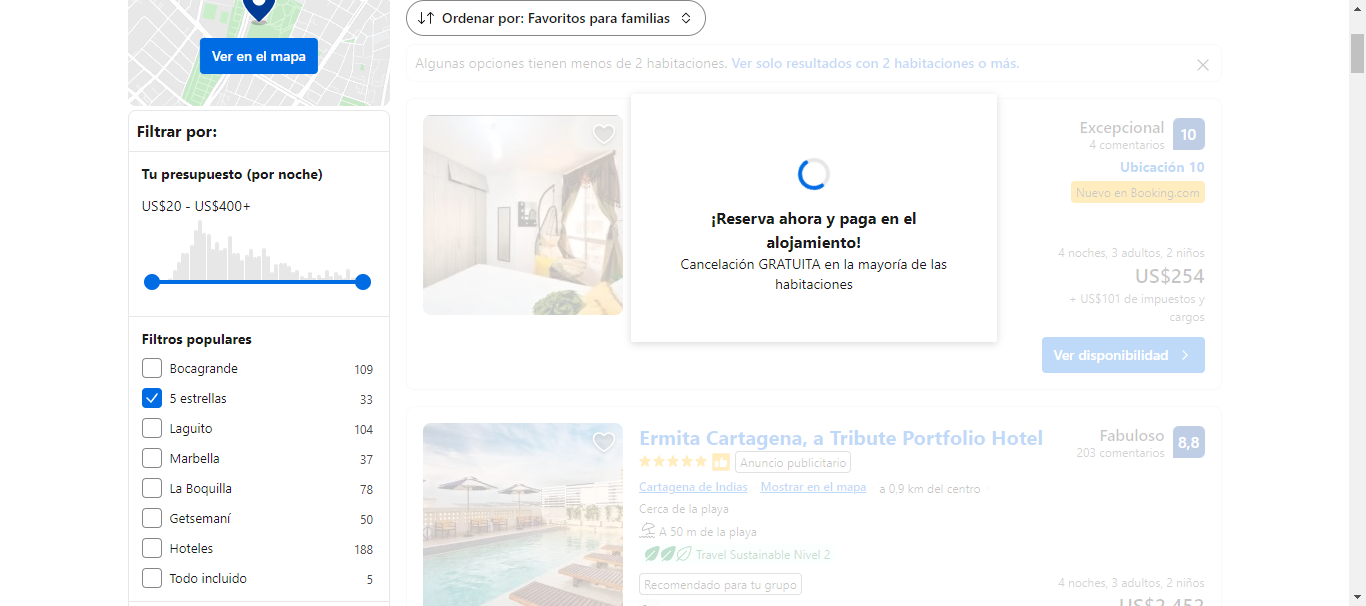 Ver en el mapa
Filtrar por:
Tu presupuesto (por noche)
US$20 - US$400+
Filtros populares
Bocagrande 109
5 estrellas 33
Laguito 104
Marbella 37
La Boquilla 78
Getsemaní 50
Hoteles 188
Todo incluido 5
Ordenar por: Favoritos para familias
Algunas opciones tienen menos de 2 habitaciones. Ver solo resultados con 2 habitaciones o más.
¡Reserva ahora y paga en el
alojamiento!
Cancelación GRATUITA en la mayoría de las
habitaciones
Excepcional 10
4 comentarios
Ubicación 10
Nuevo en Booking.com
4 noches, 3 adultos, 2 niños
US$254
+ US$101 de impuestos y
cargos
Ver disponibilidad
Ermita Cartagena, a Tribute Portfolio Hotel
Anuncio publicitario
Cartagena de Indias Mostrar en el mapa a 0,9 km del centro
Cerca de la playa
A 50 m de la playa
Travel Sustainable Nivel 2
Recomendado para tu grupo
Fabuloso 8,8
203 comentarios
4 noches, 3 adultos, 2 niños
US$2.452